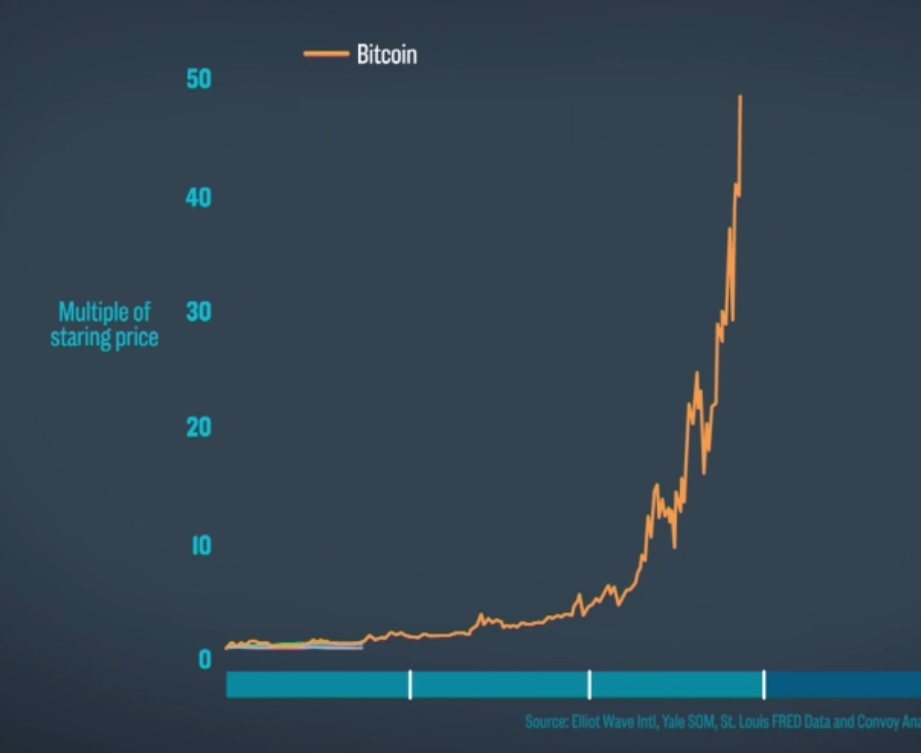 Bitcoin
50
40
Multiple of
staring price
30
20
10
0
Source: Elliot Wave Intl, Yale SOM, St. Louis FRED Data and Convoy